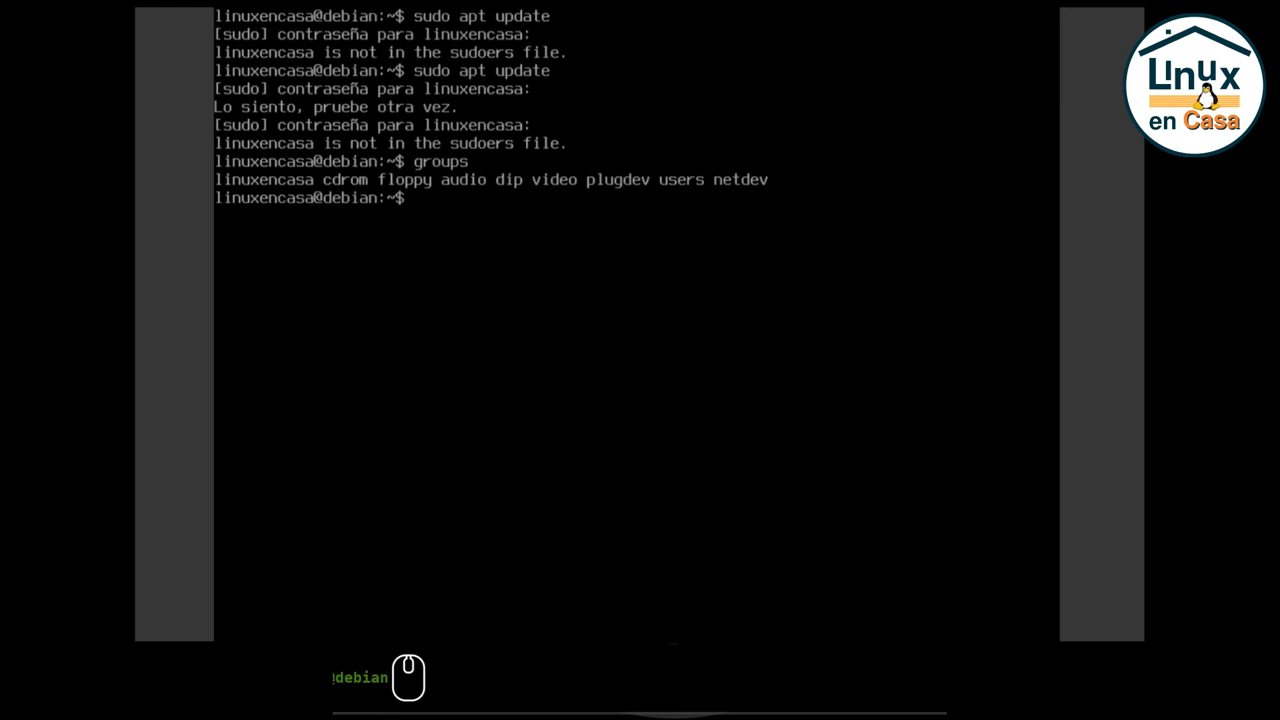 linuxencasa@debian:~$ sudo apt update
[sudo] contraseña para linuxencasa:
linuxencasa is not in the sudoers file.
linuxencasa@debian:~$ sudo apt update
[sudo] contraseña para linuxencasa:
Lo siento, pruebe otra vez.
[sudo] contraseña para linuxencasa:
linuxencasa is not in the sudoers file.
linuxencasa@debian:~$ groups
linuxencasa cdrom floppy audio dip video plugdev users netdev
linuxencasa@debian:~$
Linux
en Casa
@debian